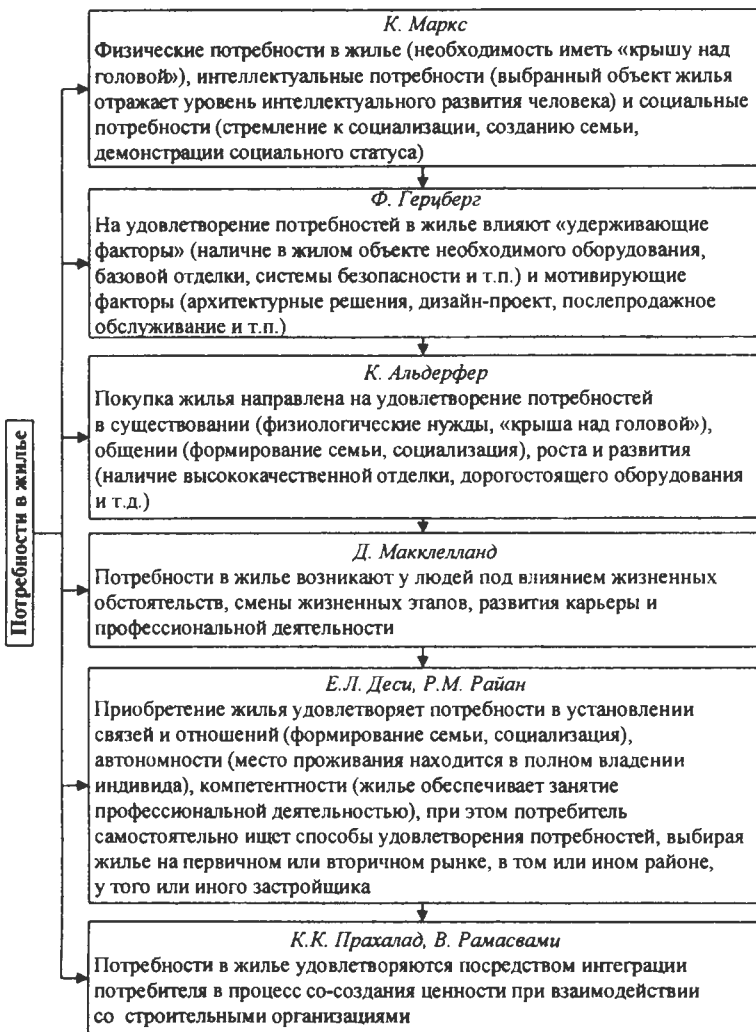 К. Маркс
Физические потребности в жилье (необходимость иметь «крышу над
головой»), интеллектуальные потребности (выбранный объект жилья
отражает уровень интеллектуального развития человека) и социальные
потребности (стремление к социализации, созданию семьи,
демонстрации социального статуса)
Ф. Герцберг
На удовлетворение потребностей в жилье влияют «удерживающие
факторы» (наличие в жилом объекте необходимого оборудования,
базовой отделки, системы безопасности и т.п.) и мотивирующие
факторы (архитектурные решения, дизайн-проект, послепродажное
обслуживание и т.п.)
К. Альдерфер
Покупка жилья направлена на удовлетворение потребностей
в существовании (физиологические нужды, «крыша над головой»),
общении (формирование семьи, социализация), роста и развития
(наличие высококачественной отделки, дорогостоящего оборудования
и т.д.)
Потребности в жилье
Д. Макклелланд
Потребности в жилье возникают у людей под влиянием жизненных
обстоятельств, смены жизненных этапов, развития карьеры и
профессиональной деятельности
Е.Л. Деси, Р.М. Райан
Приобретение жилья удовлетворяет потребности в установлении
связей и отношений (формирование семьи, социализация),
автономности (место проживания находится в полном владении
индивида), компетентности (жилье обеспечивает занятие
профессиональной деятельностью), при этом потребитель
самостоятельно ищет способы удовлетворения потребностей, выбирая
жилье на первичном или вторичном рынке, в том или ином районе,
у того или иного застройщика
К.К. Прахалад, В. Рамасвами
Потребности в жилье удовлетворяются посредством интеграции
потребителя в процесс со-создания ценности при взаимодействии
со строительными организациями